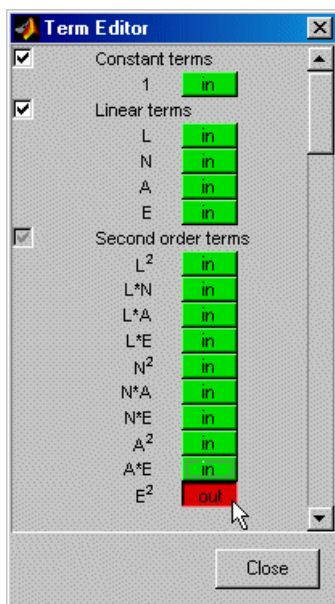 Term Editor
Constant terms
1 in
Linear terms
L in
N in
A in
E in
Second order terms
L² in
L*N in
L*A in
L*E in
N² in
N*A in
N*E in
A² in
A*E in
E² out
Close